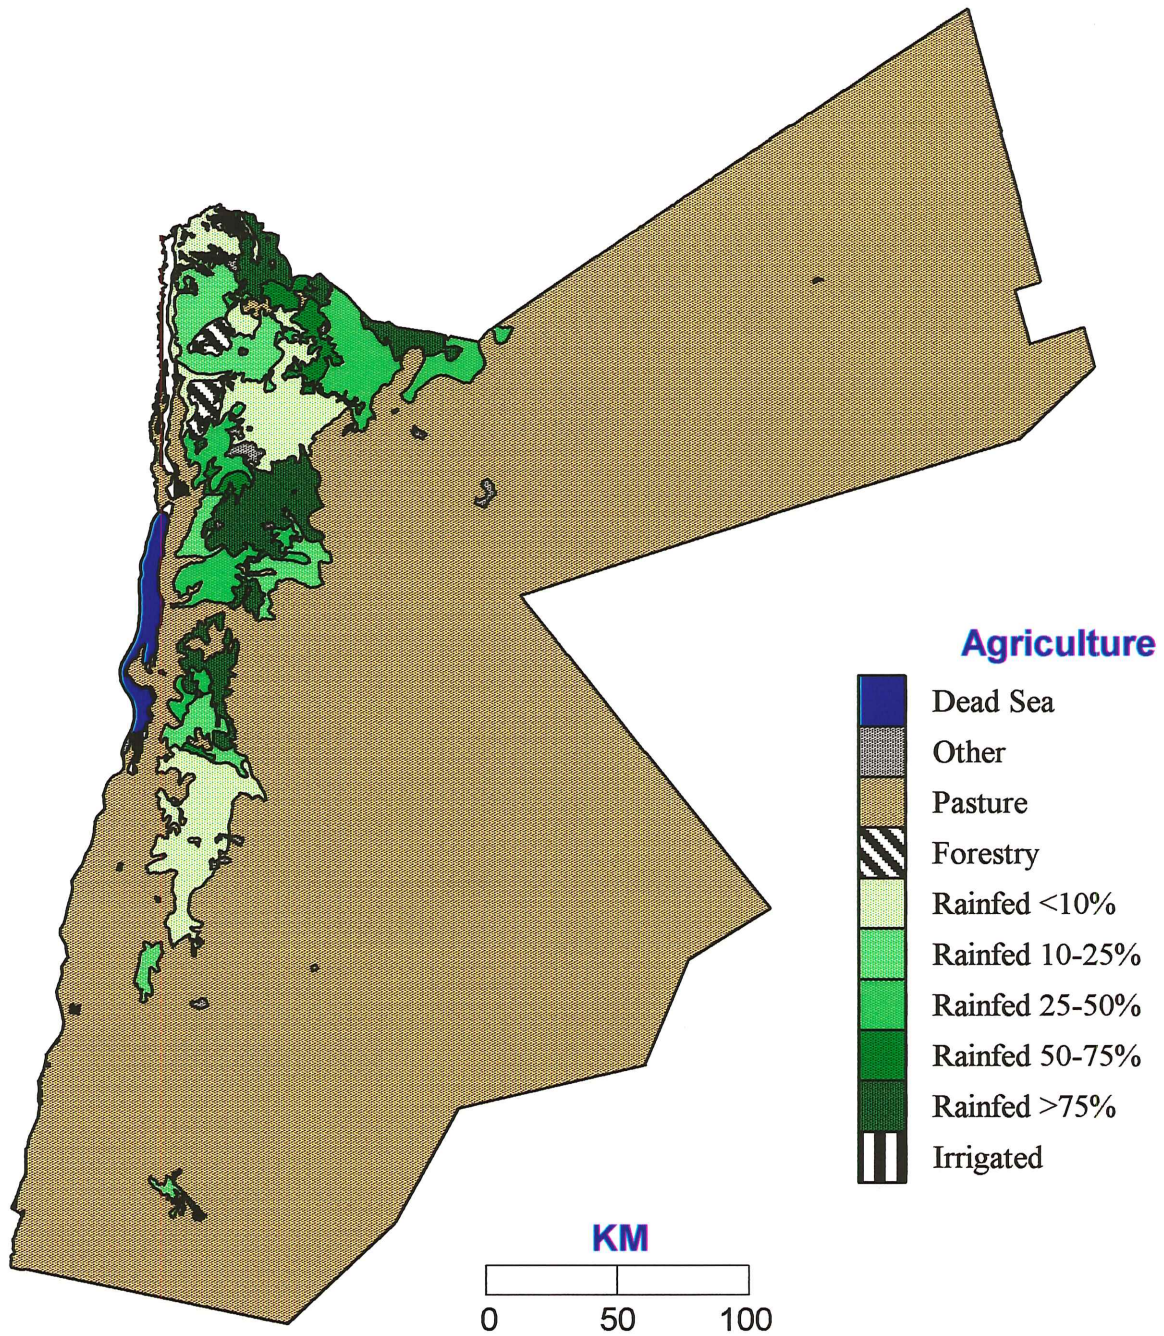 Agriculture
Dead Sea
Other
Pasture
Forestry
Rainfed <10%
Rainfed 10-25%
Rainfed 25-50%
Rainfed 50-75%
Rainfed >75%
Irrigated
KM
0 50 100